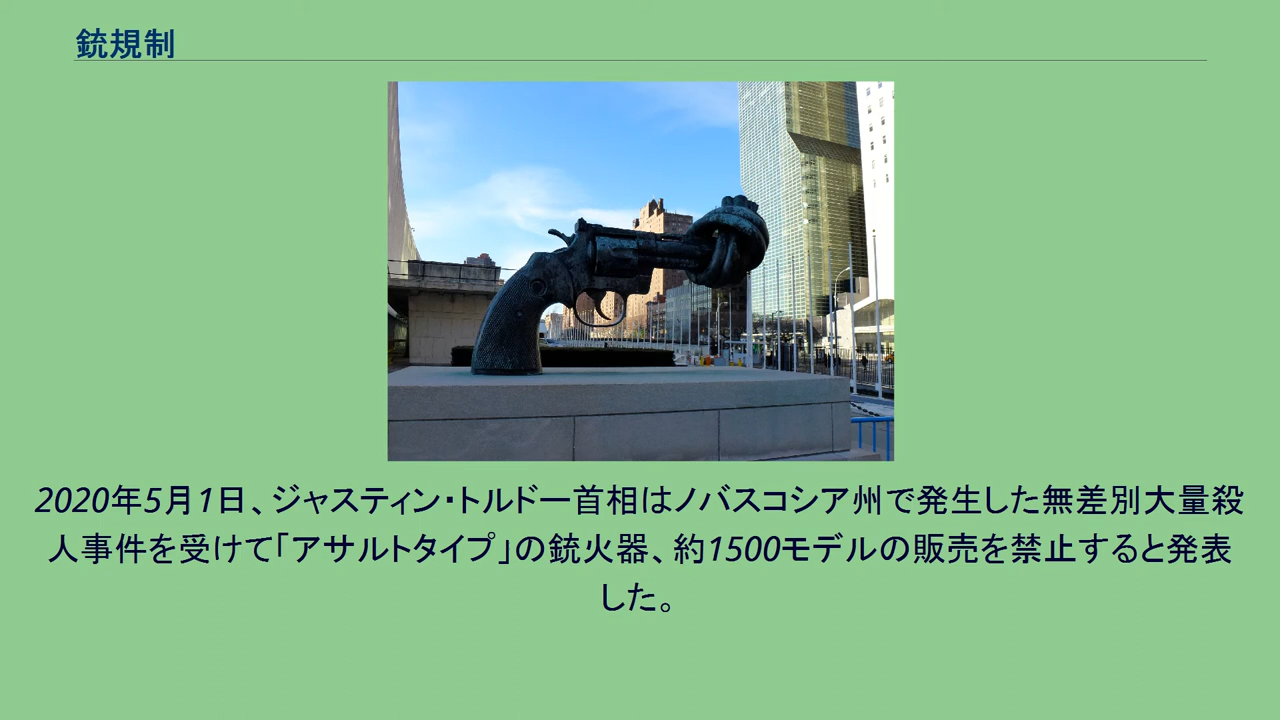 銃規制
2020年5月1日、ジャスティン・トルドー首相はノバスコシア州で発生した無差別大量殺
人事件を受けて「アサルトタイプ」の銃火器、約1500モデルの販売を禁止すると発表
した。